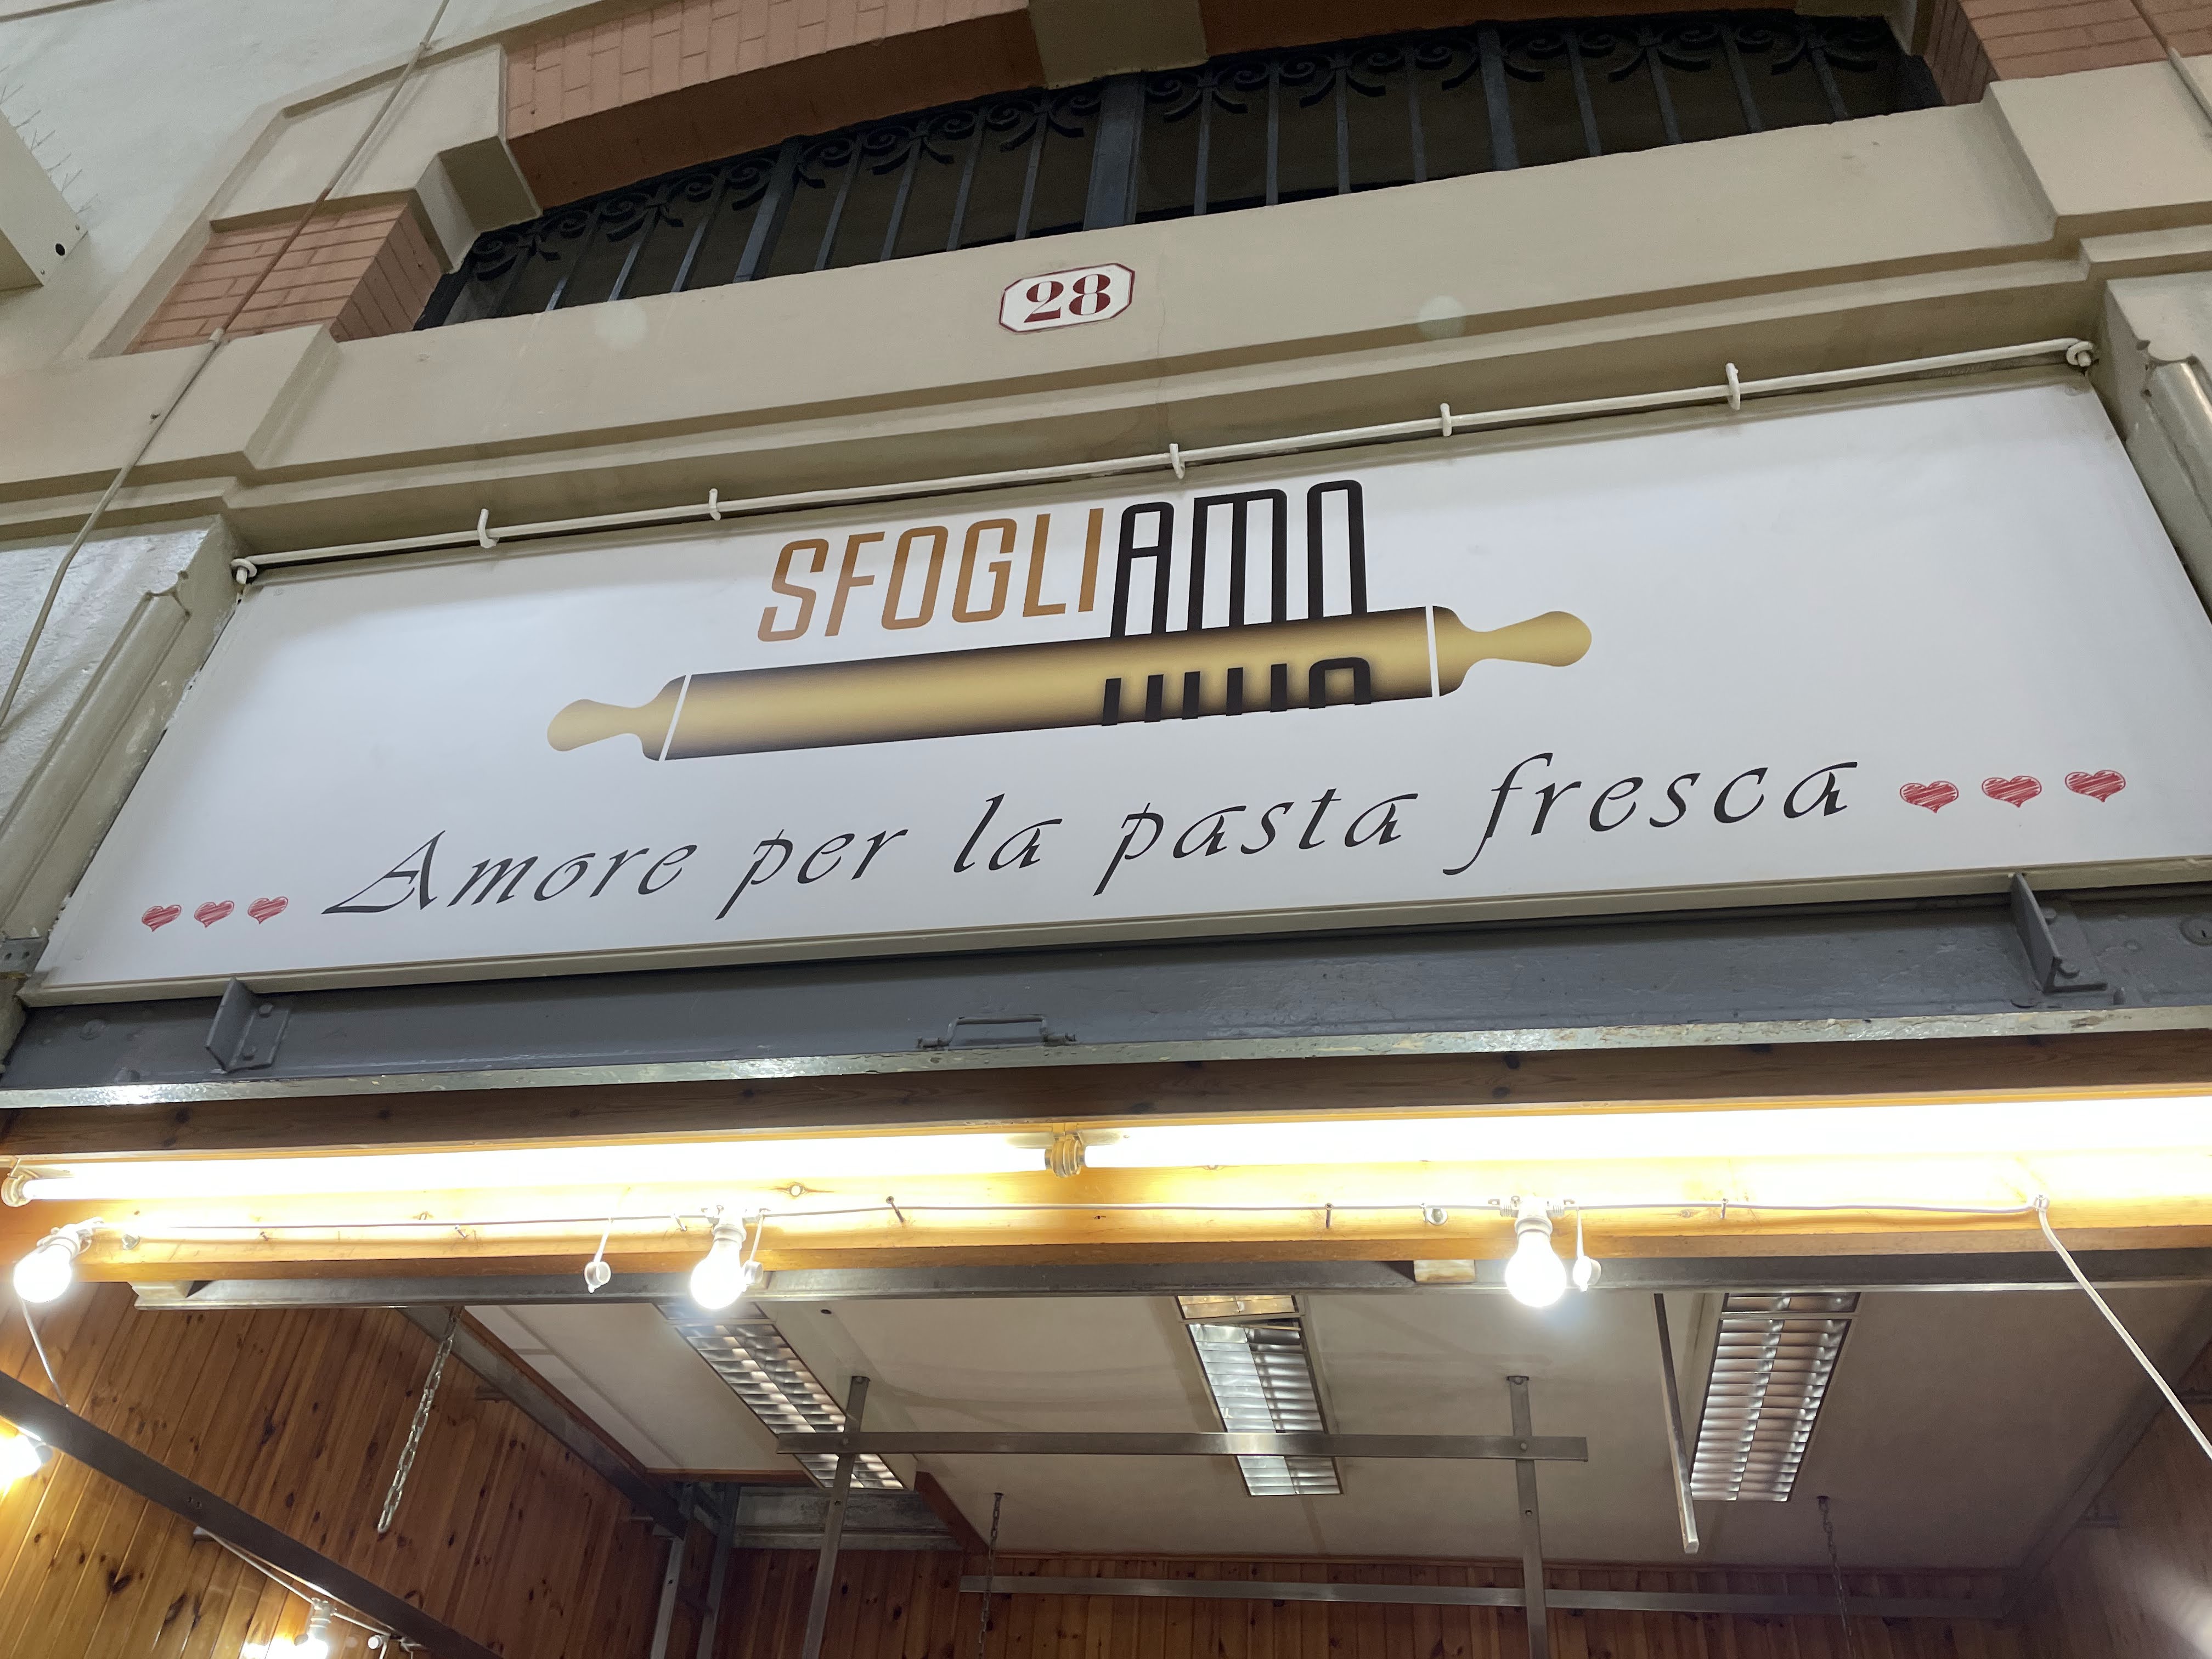 28
SFOGLIAMO
Amore per la pasta fresca